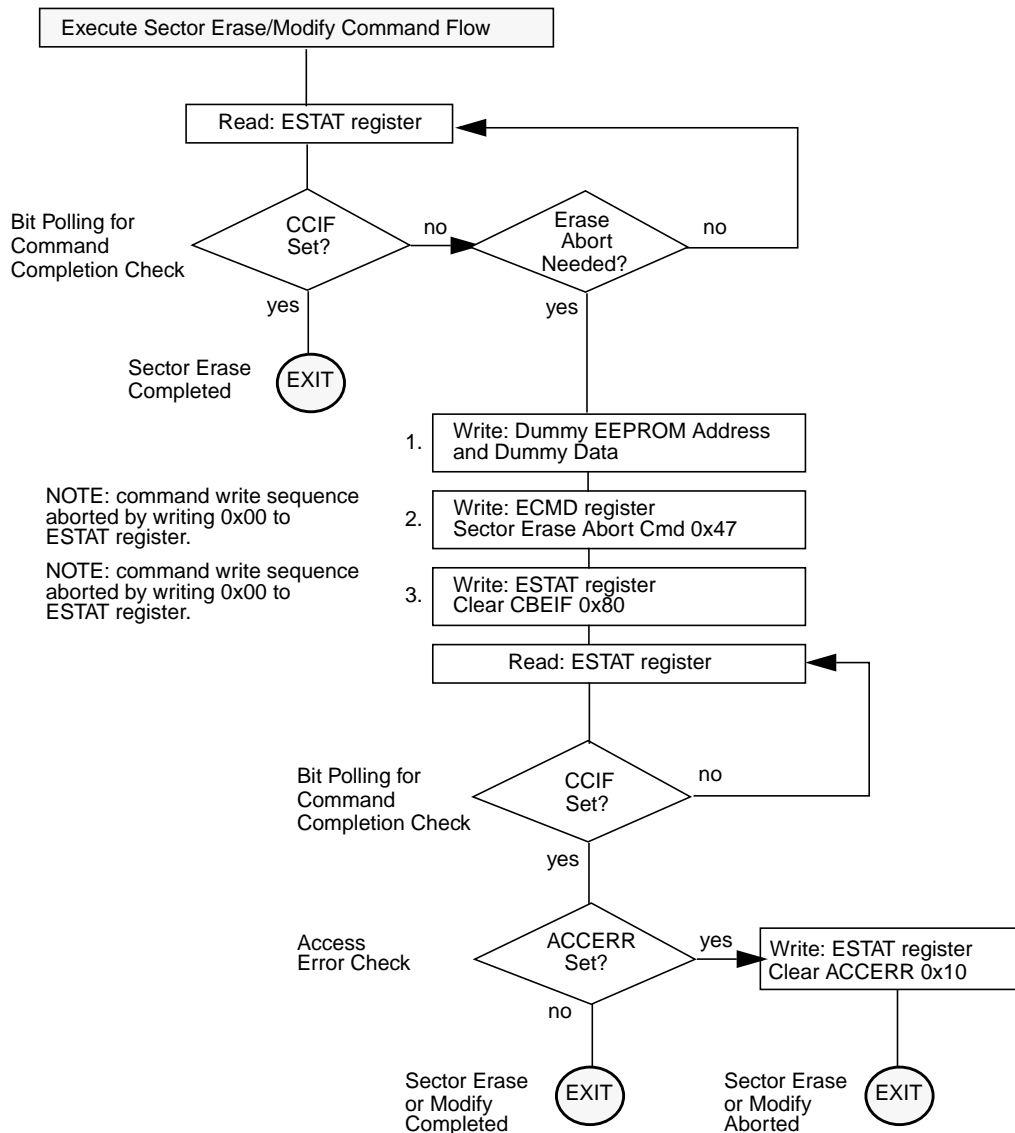 Execute Sector Erase/Modify Command Flow
Read: ESTAT register
Bit Polling for
Command
Completion Check
CCIF
Set?
no
Erase
Abort
Needed?
no
yes
yes
Sector Erase
Completed
EXIT
1.
Write: Dummy EEPROM Address
and Dummy Data
NOTE: command write sequence
aborted by writing 0x00 to
ESTAT register.
2.
Write: ECMD register
Sector Erase Abort Cmd 0x47
NOTE: command write sequence
aborted by writing 0x00 to
ESTAT register.
3.
Write: ESTAT register
Clear CBEIF 0x80
Read: ESTAT register
Bit Polling for
Command
Completion Check
CCIF
Set?
no
yes
Access
Error Check
ACCERR
Set?
yes
Write: ESTAT register
Clear ACCERR 0x10
no
Sector Erase
or Modify
Completed
EXIT
Sector Erase
or Modify
Aborted
EXIT